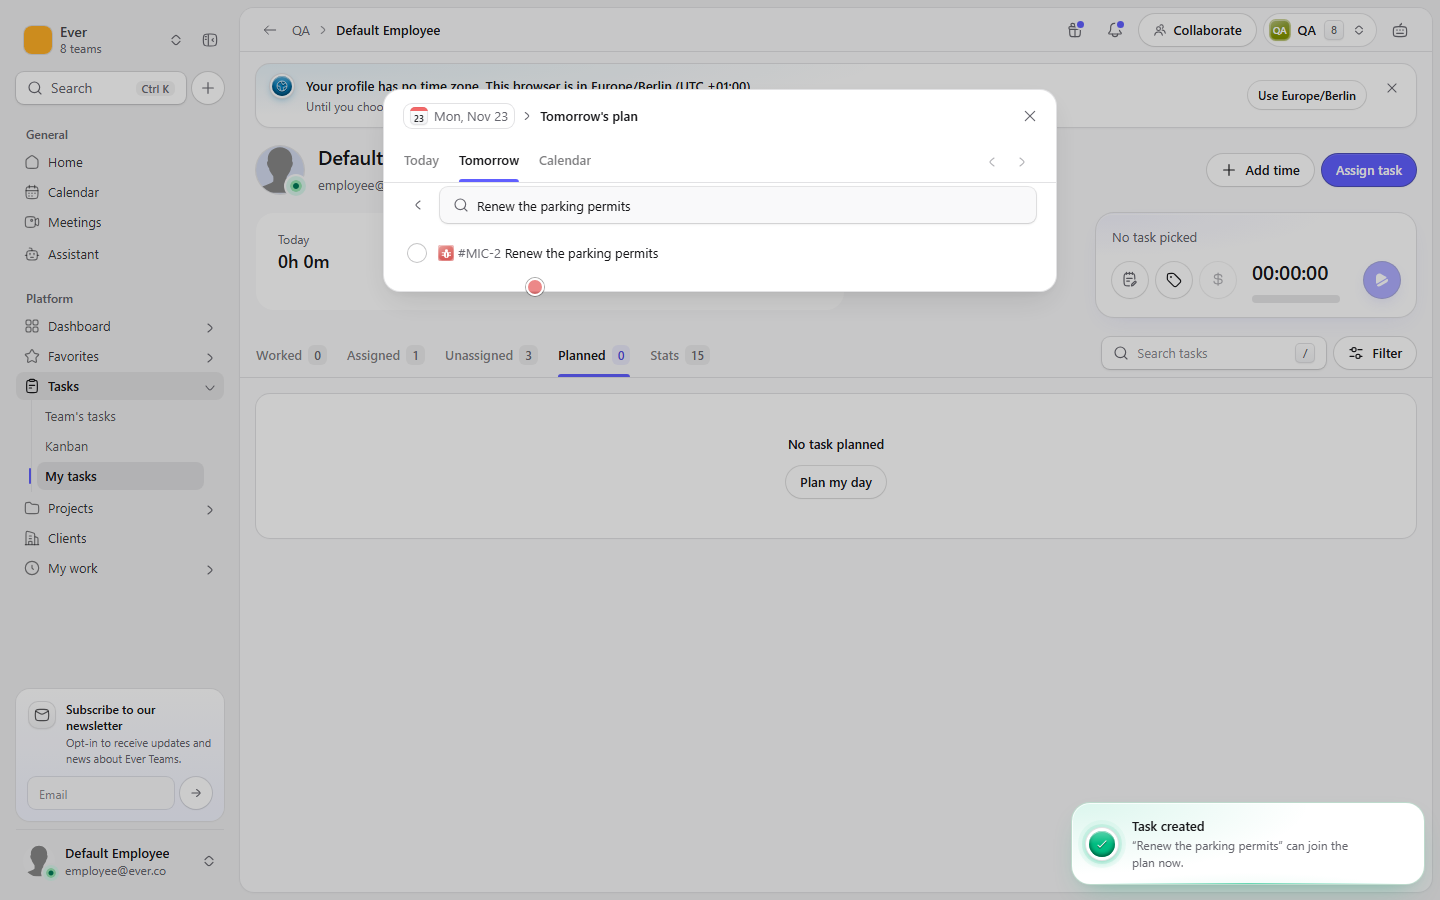 Ever
8 teams
Search
Ctrl K
General
Home
Calendar
Meetings
Assistant
Platform
Dashboard
Favorites
Tasks
Team's tasks
Kanban
My tasks
Projects
Clients
My work
Subscribe to our
newsletter
Opt-in to receive updates and
news about Ever Teams.
Email
Default Employee
employee@ever.co
QA
Default Employee
Collaborate
QA
QA
8
Your profile has no time zone. This browser is in Europe/Berlin (UTC +01:00)
Until you choo
Use Europe/Berlin
23
Mon, Nov 23
Tomorrow's plan
Today
Tomorrow
Calendar
Renew the parking permits
#MIC-2 Renew the parking permits
Default
employee@
Add time
Assign task
Today
0h 0m
No task picked
$
00:00:00
Worked 0
Assigned 1
Unassigned 3
Planned 0
Stats 15
Search tasks
/
Filter
No task planned
Plan my day
Task created
“Renew the parking permits” can join the
plan now.